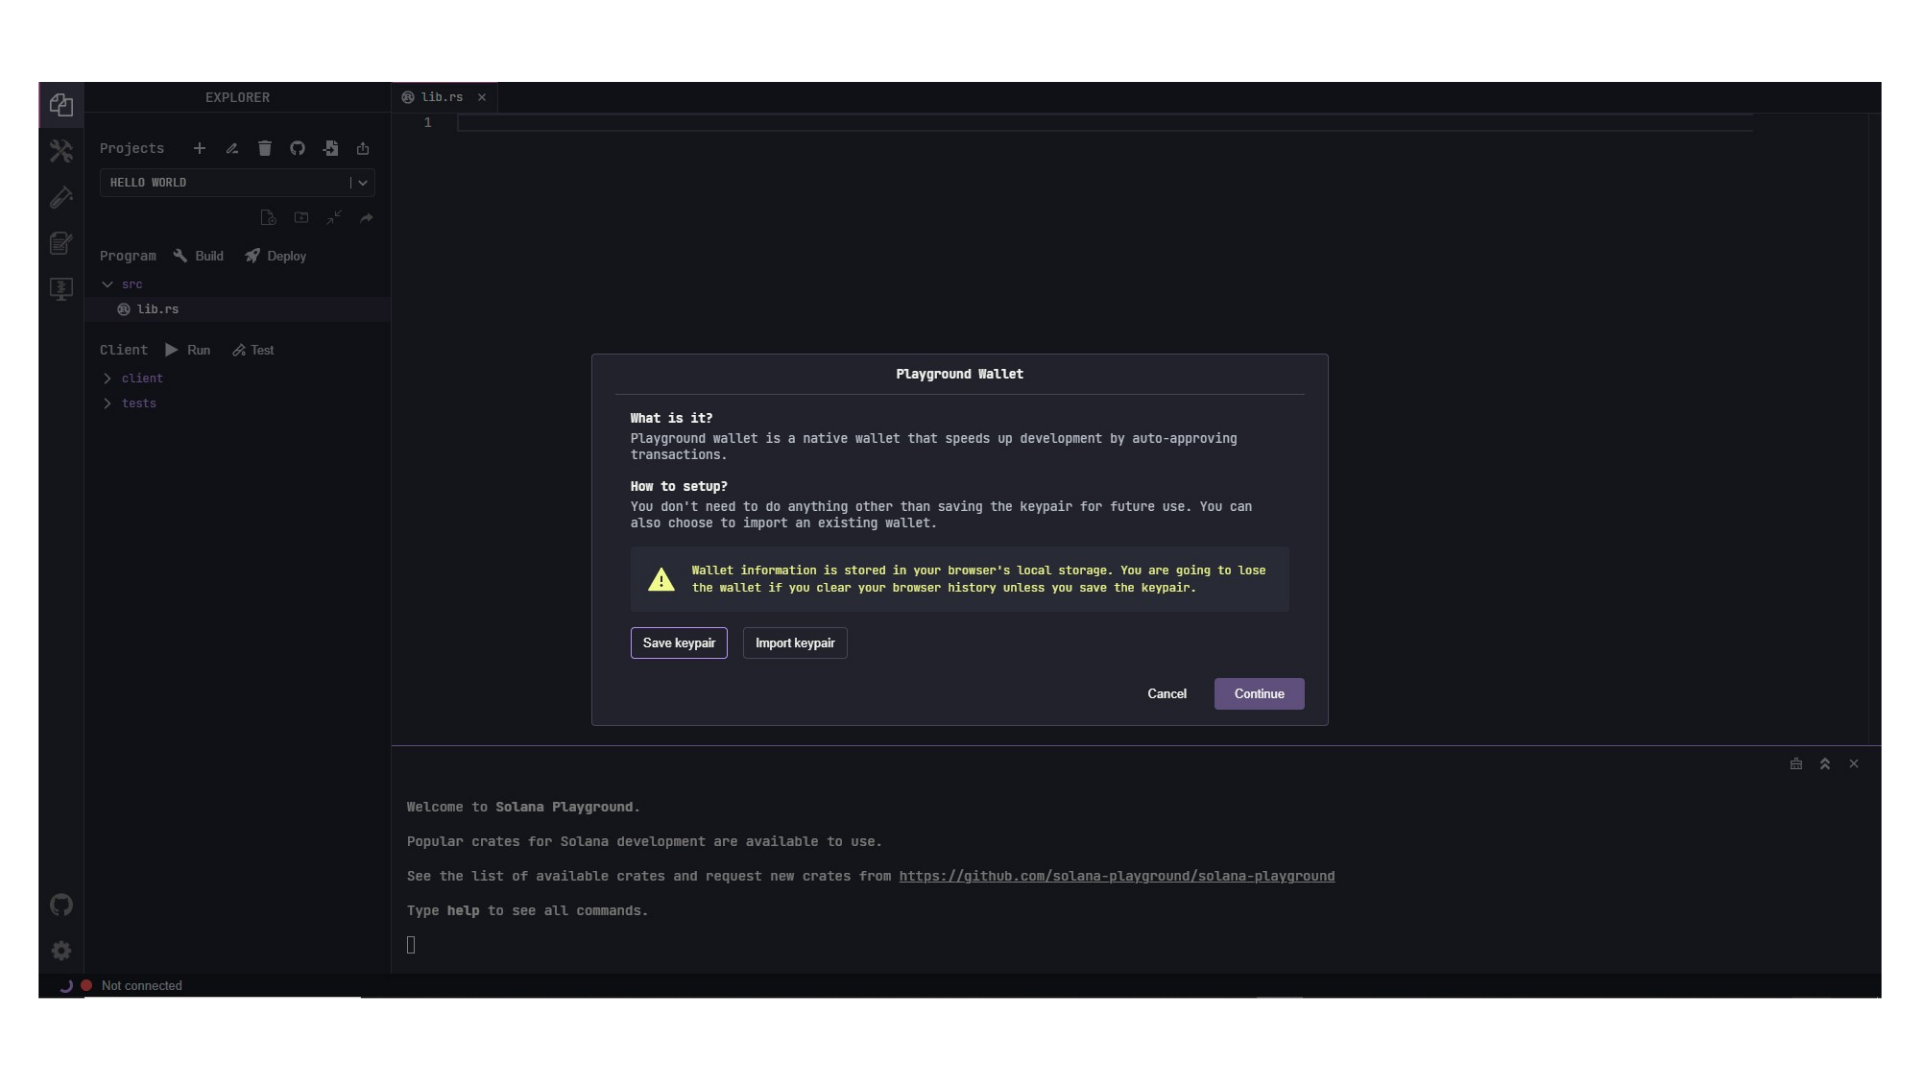 EXPLORER
lib.rs
1
Projects
HELLO WORLD
Program Build Deploy
src
lib.rs
Client Run Test
client
tests
Playground Wallet
What is it?
Playground wallet is a native wallet that speeds up development by auto-approving
transactions.
How to setup?
You don't need to do anything other than saving the keypair for future use. You can
also choose to import an existing wallet.
Wallet information is stored in your browser's local storage. You are going to lose
the wallet if you clear your browser history unless you save the keypair.
Save keypair Import keypair
Cancel Continue
Welcome to Solana Playground.
Popular crates for Solana development are available to use.
See the list of available crates and request new crates from https://github.com/solana-playground/solana-playground
Type help to see all commands.
Not connected